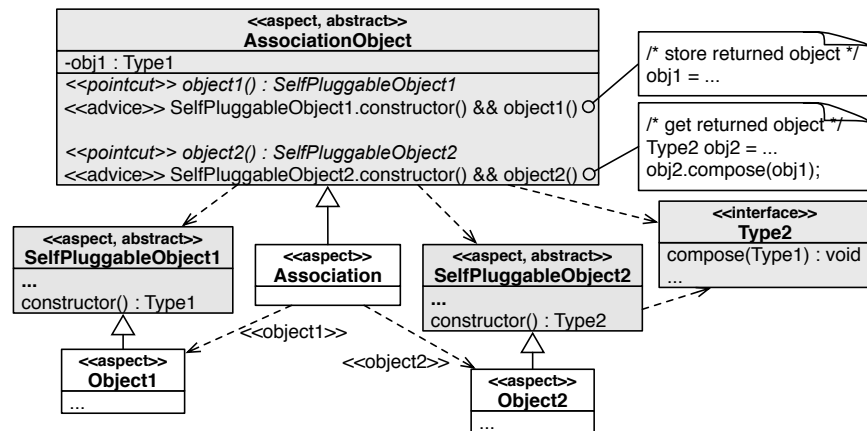 <<aspect, abstract>>
AssociationObject
-obj1 : Type1
<<pointcut>> object1() : SelfPluggableObject1
<<advice>> SelfPluggableObject1.constructor() && object1()
<<pointcut>> object2() : SelfPluggableObject2
<<advice>> SelfPluggableObject2.constructor() && object2()
/* store returned object */
obj1 = ...
/* get returned object */
Type2 obj2 = ...
obj2.compose(obj1);
<<aspect, abstract>>
SelfPluggableObject1
...
constructor() : Type1
<<aspect>>
Association
<<aspect, abstract>>
SelfPluggableObject2
...
constructor() : Type2
<<interface>>
Type2
compose(Type1) : void
...
<<object1>>
<<object2>>
<<aspect>>
Object1
...
<<aspect>>
Object2
...